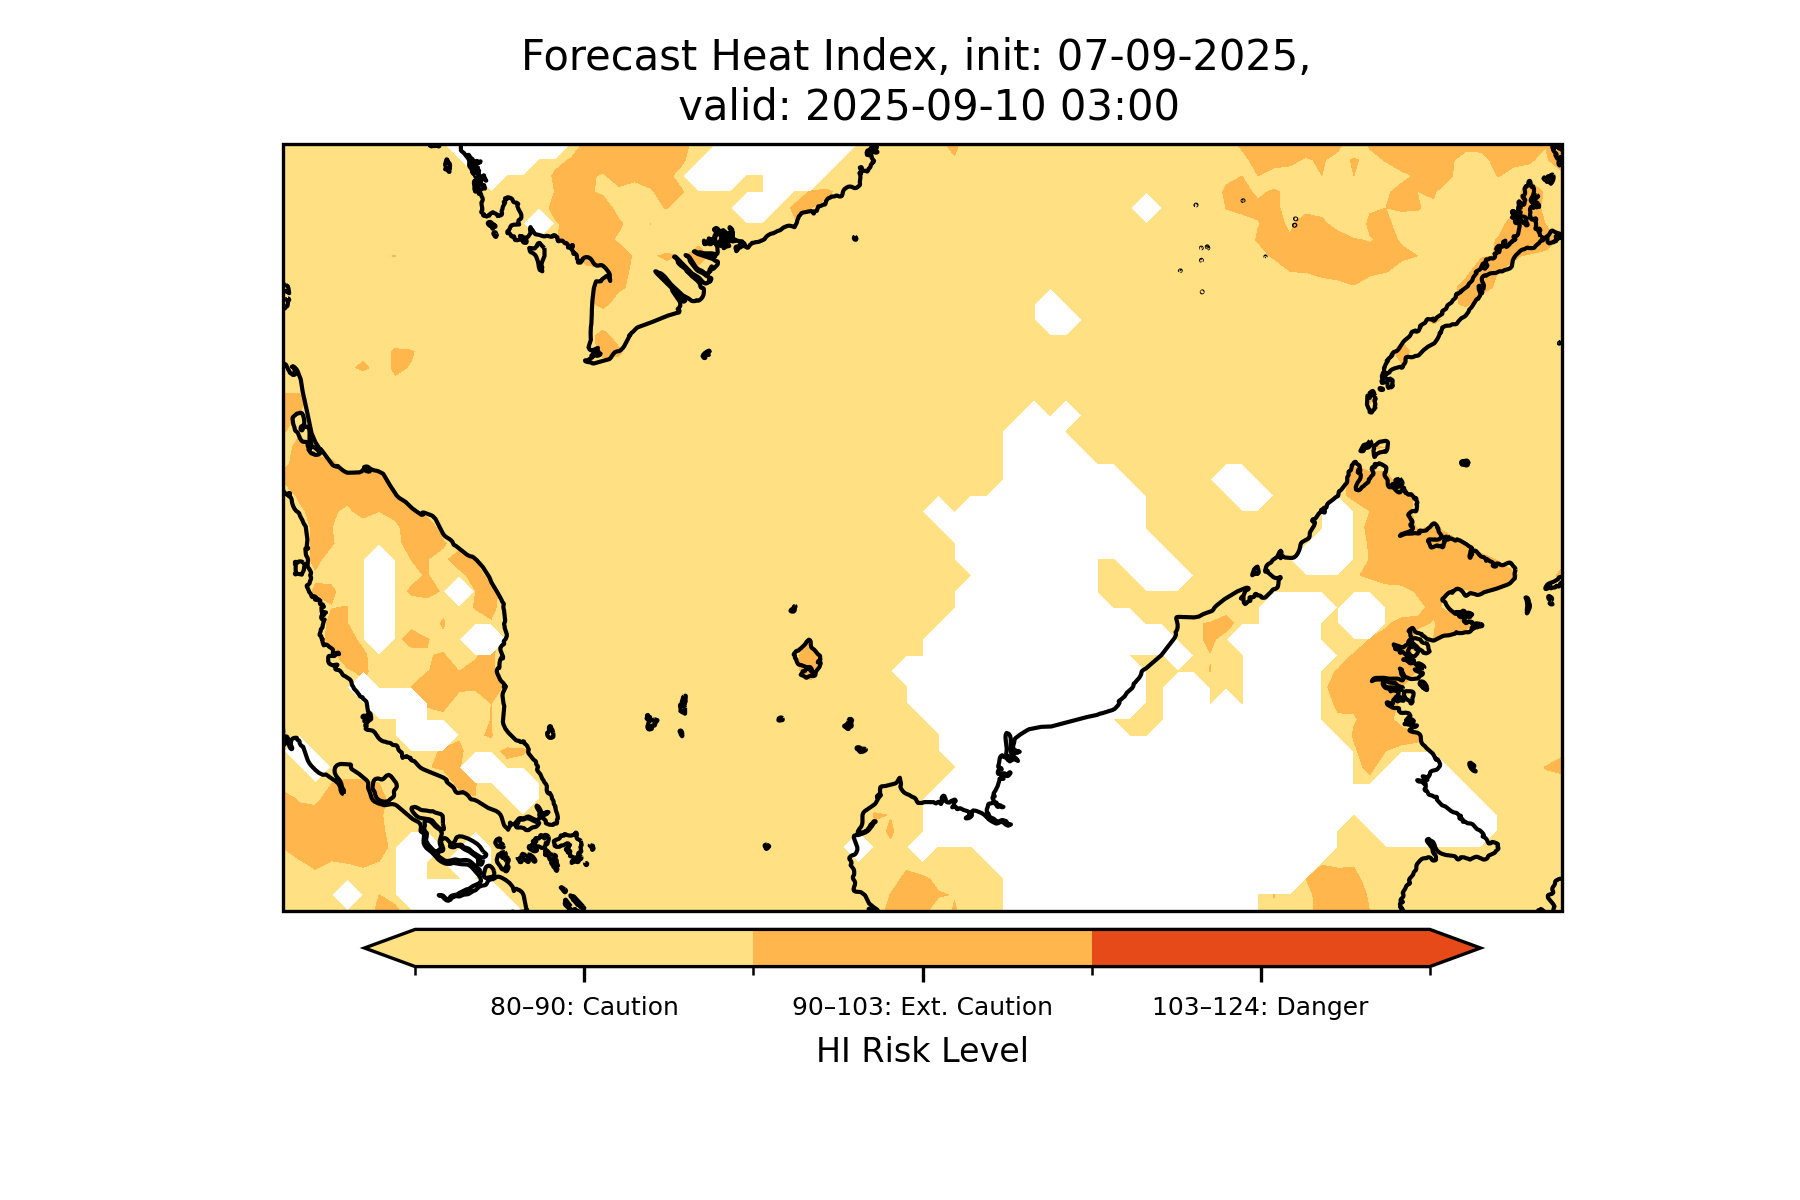 Forecast Heat Index, init: 07-09-2025,
valid: 2025-09-10 03:00
80–90: Caution
90–103: Ext. Caution
103–124: Danger
HI Risk Level